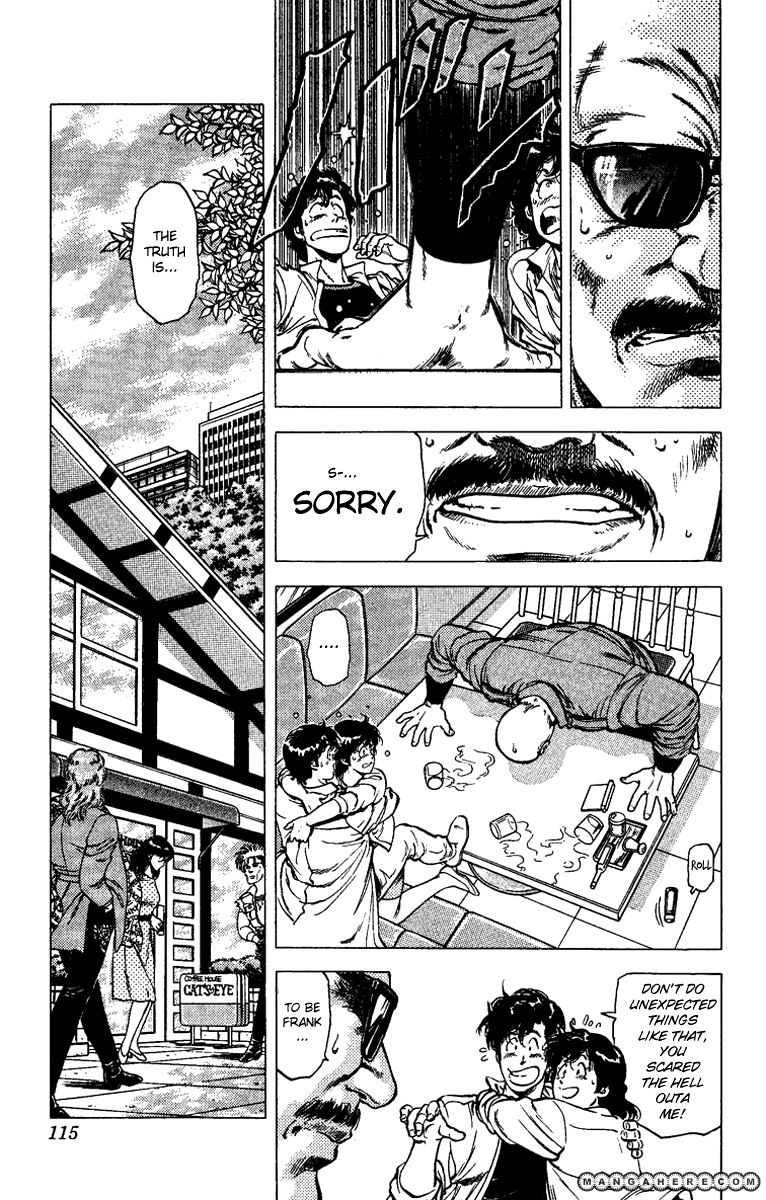 S-...
SORRY.
....
ROLL
DON'T DO
UNEXPECTED
THINGS
LIKE THAT,
YOU
SCARED
THE HELL
OUTA
ME!
TO BE
FRANK
...
THE
TRUTH
IS...
COFFEE HOUSE
CAT'S EYE
115
MANGAHERE.COM